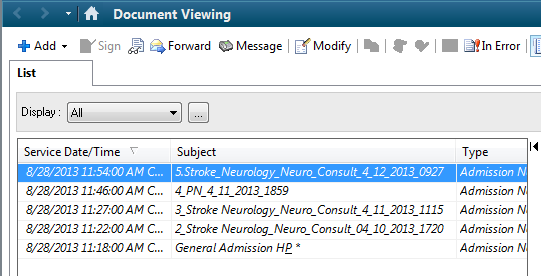 Document Viewing
Add Sign Forward Message Modify In Error
List
Display : All ...
Service Date/Time Subject Type
8/28/2013 11:54:00 AM C... 5.Stroke_Neurology_Neuro_Consult_4_12_2013_0927 Admission N
8/28/2013 11:46:00 AM C... 4_PN_4_11_2013_1859 Admission N
8/28/2013 11:27:00 AM C... 3_Stroke Neurology_Neuro_Consult_4_11_2013_1115 Admission N
8/28/2013 11:22:00 AM C... 2_Stroke Neurolog_Neuro_Consult_04_10_2013_1720 Admission N
8/28/2013 11:18:00 AM C... General Admission HP *  Admission N